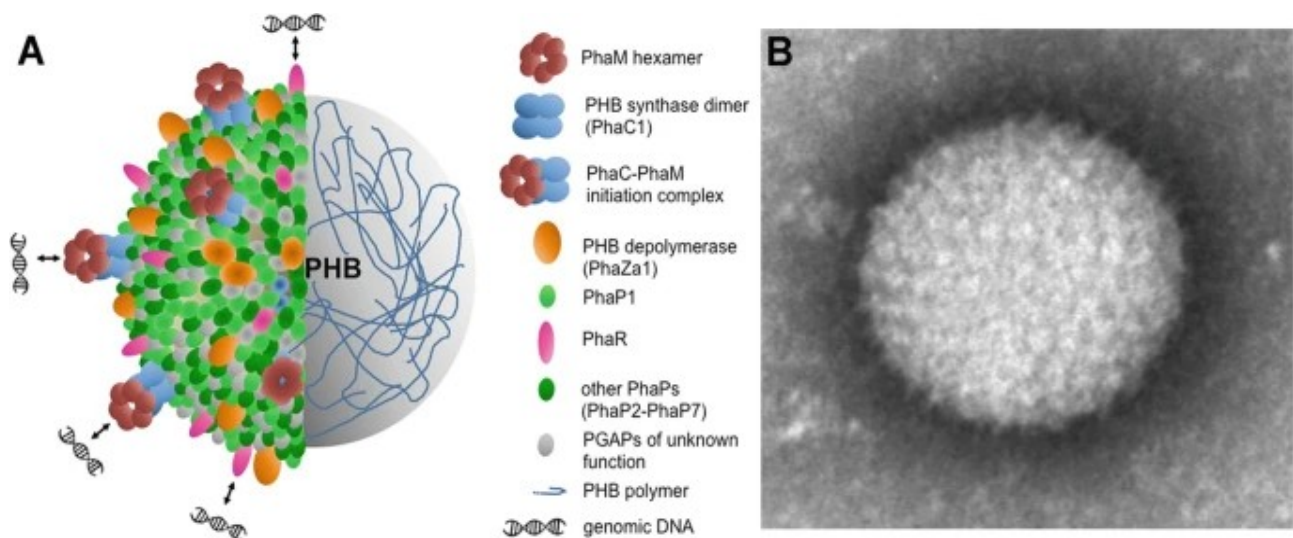 A
PHB
PhaM hexamer
PHB synthase dimer
(PhaC1)
PhaC-PhaM
initiation complex
PHB depolymerase
(PhaZa1)
PhaP1
PhaR
other PhaPs
(PhaP2-PhaP7)
PGAPs of unknown
function
PHB polymer
genomic DNA
B